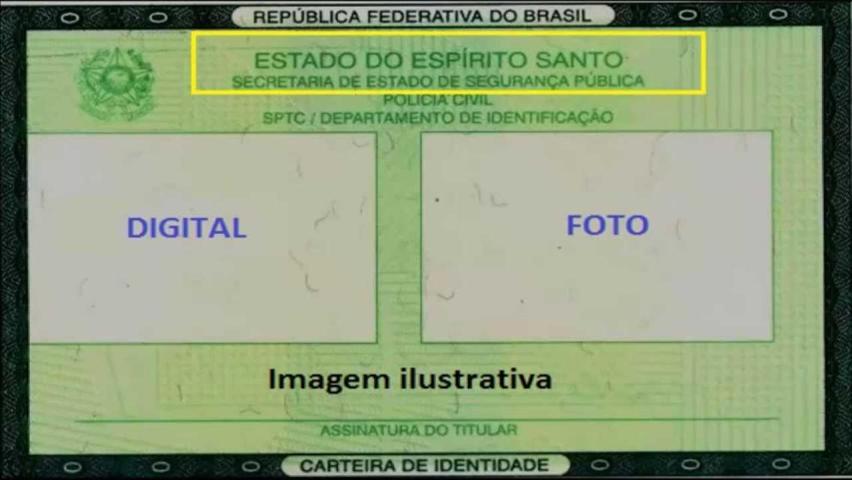 REPÚBLICA FEDERATIVA DO BRASIL
ESTADO DO ESPÍRITO SANTO
SECRETARIA DE ESTADO DE SEGURANÇA PÚBLICA
POLICIA CIVIL
SPTC / DEPARTAMENTO DE IDENTIFICAÇÃO
DIGITAL
FOTO
Imagem ilustrativa
ASSINATURA DO TITULAR
CARTEIRA DE IDENTIDADE